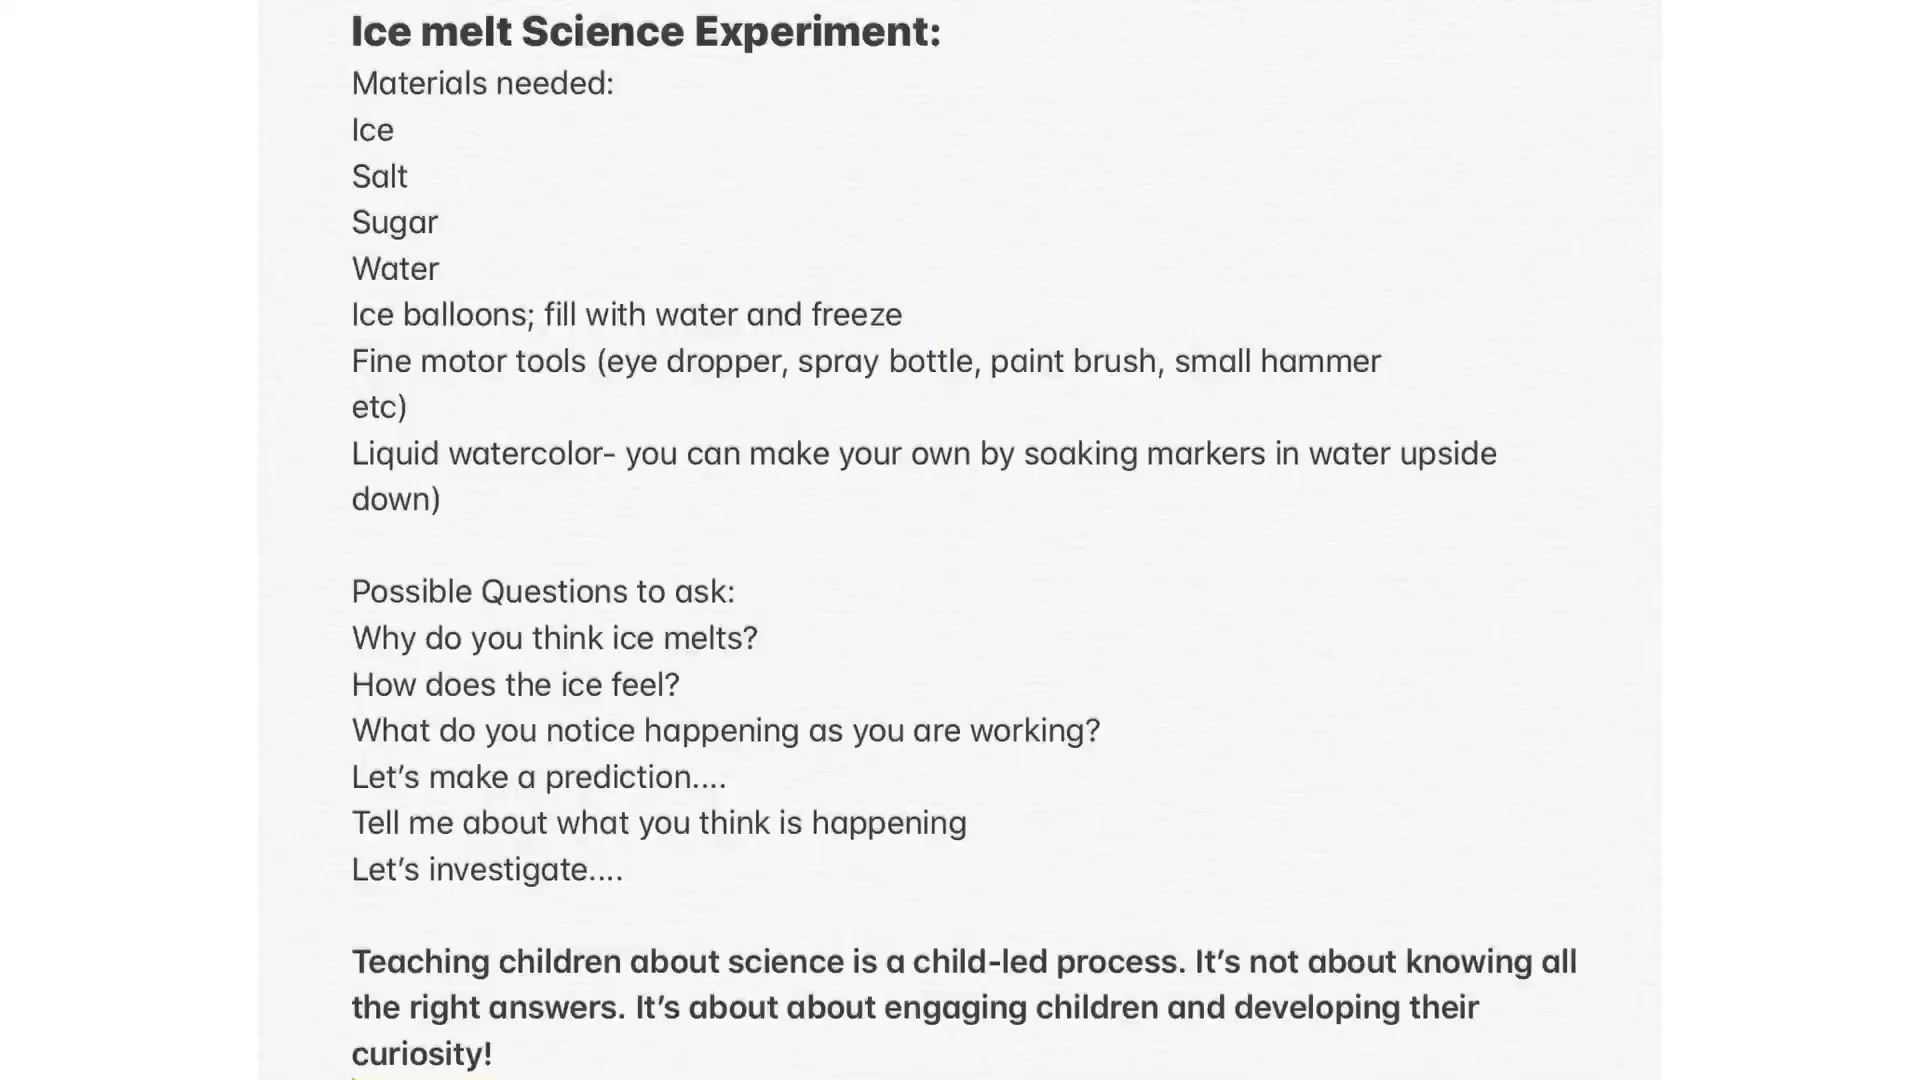 Ice melt Science Experiment:
Materials needed:
Ice
Salt
Sugar
Water
Ice balloons; fill with water and freeze
Fine motor tools (eye dropper, spray bottle, paint brush, small hammer
etc)
Liquid watercolor- you can make your own by soaking markers in water upside
down)
Possible Questions to ask:
Why do you think ice melts?
How does the ice feel?
What do you notice happening as you are working?
Let’s make a prediction....
Tell me about what you think is happening
Let’s investigate....
Teaching children about science is a child-led process. It’s not about knowing all
the right answers. It’s about about engaging children and developing their
curiosity!